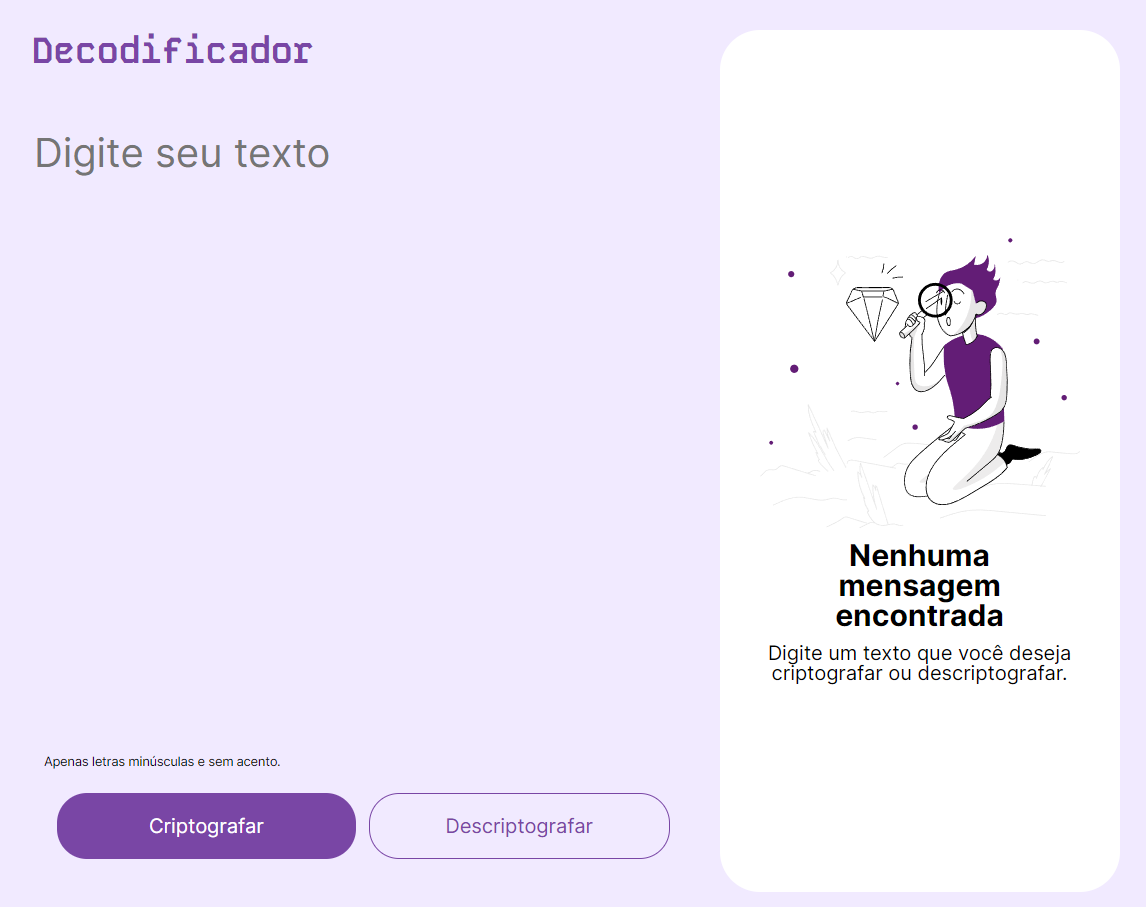 Decodificador
Digite seu texto
Apenas letras minúsculas e sem acento.
Criptografar
Descriptografar
Nenhuma
mensagem
encontrada
Digite um texto que você deseja
criptografar ou descriptografar.